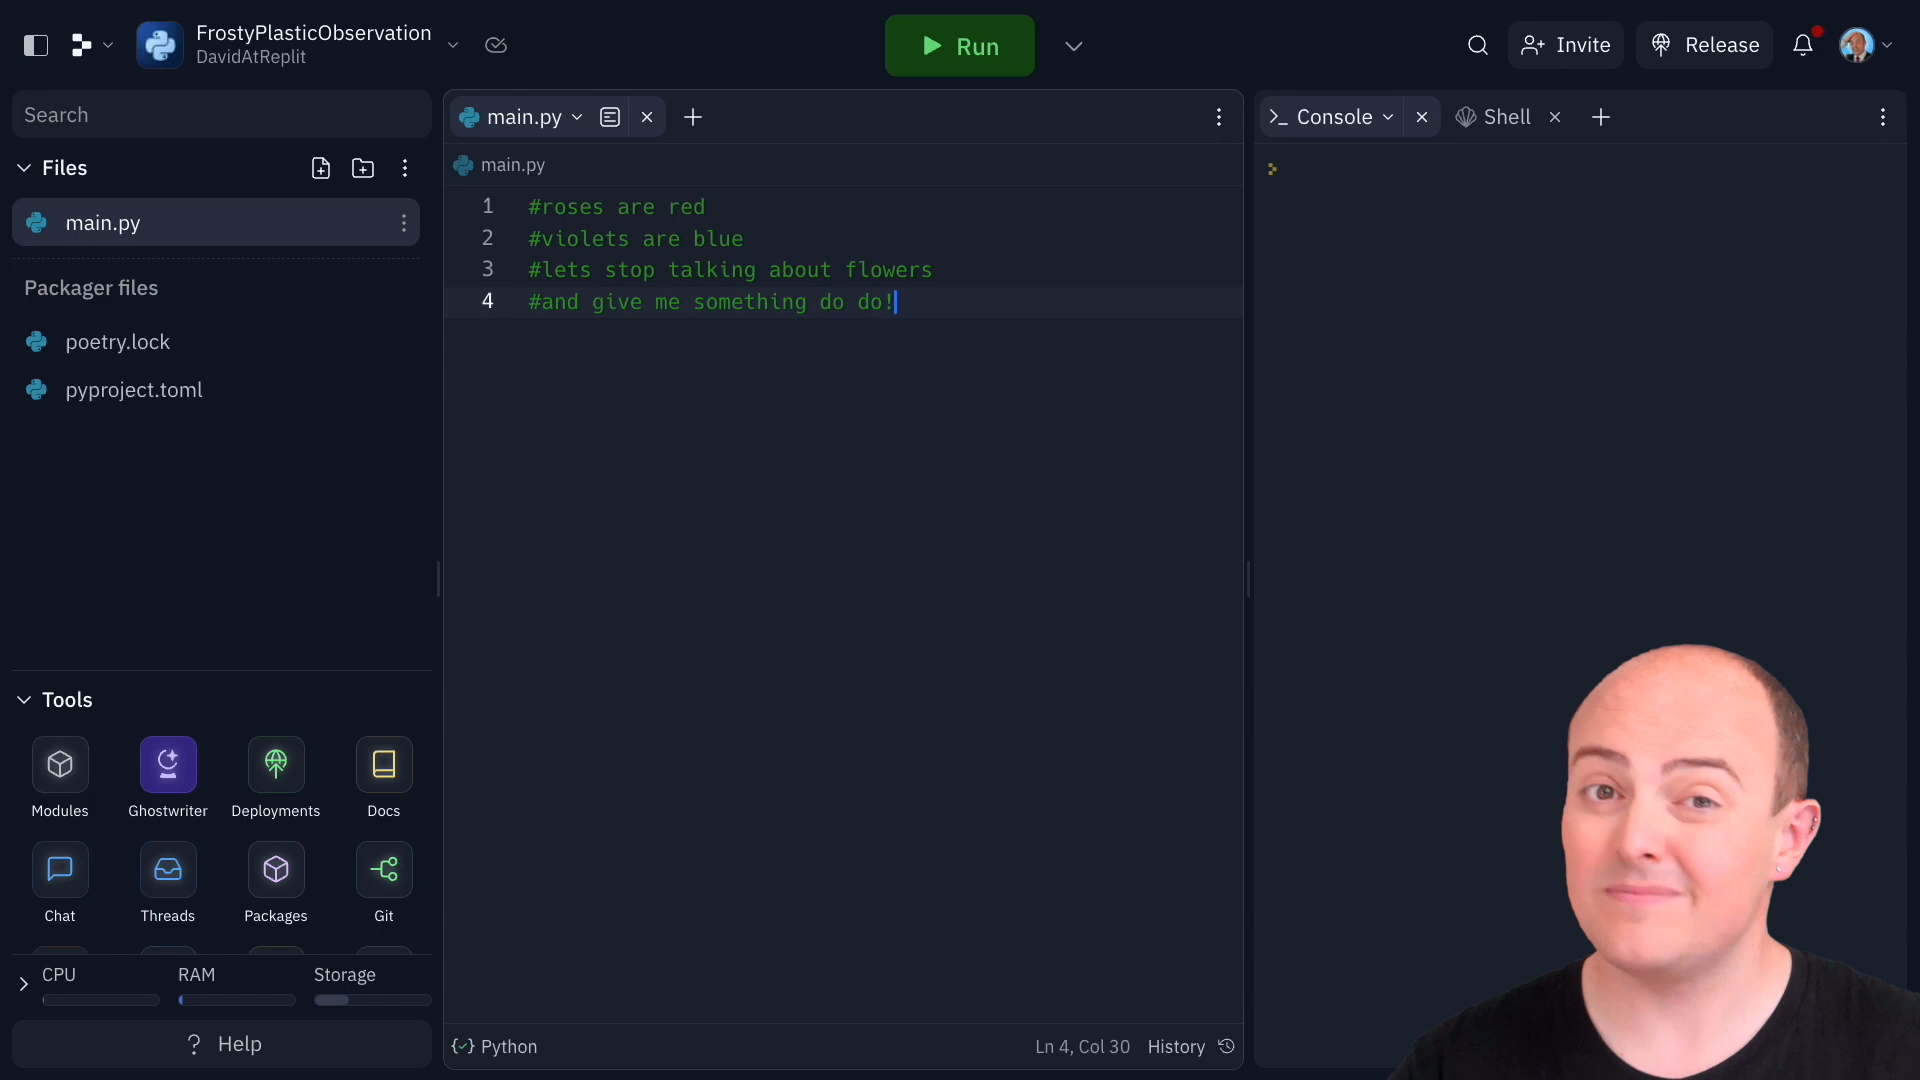 FrostyPlasticObservation
DavidAtReplit
Run
Invite
Release
Search
Files
main.py
Packager files
poetry.lock
pyproject.toml
Tools
Modules
Ghostwriter
Deployments
Docs
Chat
Threads
Packages
Git
CPU
RAM
Storage
? Help
main.py
main.py
1 #roses are red
2 #violets are blue
3 #lets stop talking about flowers
4 #and give me something do do!
Python
Ln 4, Col 30
History
Console
Shell